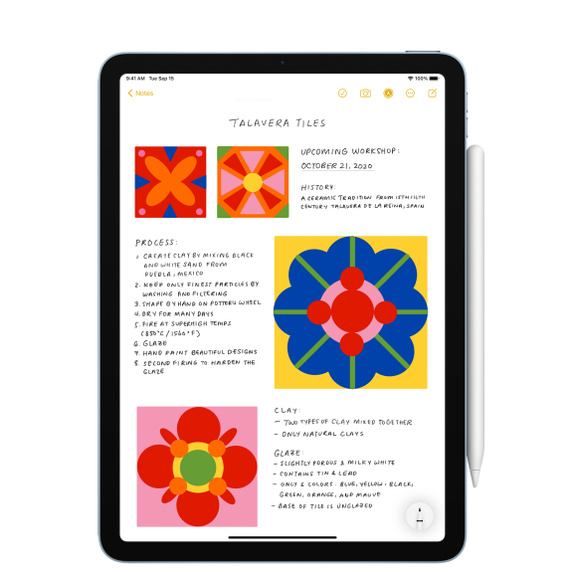 9:41 AM Tue Sep 15
100%
Notes
TALAVERA TILES
UPCOMING WORKSHOP:
OCTOBER 21, 2020
HISTORY:
A CERAMIC TRADITION FROM 15TH/16TH
CENTURY TALAVERA DE LA REINA, SPAIN
PROCESS:
1. CREATE CLAY BY MIXING BLACK
AND WHITE SAND FROM
PUEBLA, MEXICO
2. KEEP ONLY FINEST PARTICLES BY
WASHING AND FILTERING
3. SHAPE BY HAND ON POTTERY WHEEL
4. DRY FOR MANY DAYS
5. FIRE AT SUPERHIGH TEMPS
(850°C / 1560°F)
6. GLAZE
7. HAND PAINT BEAUTIFUL DESIGNS
8. SECOND FIRING TO HARDEN THE
GLAZE
CLAY:
- TWO TYPES OF CLAY MIXED TOGETHER
- ONLY NATURAL CLAYS
GLAZE:
- SLIGHTLY POROUS & MILKY WHITE
- CONTAINS TIN & LEAD
- ONLY 6 COLORS: BLUE, YELLOW, BLACK,
GREEN, ORANGE, AND MAUVE
- BASE OF TILE IS UNGLAZED